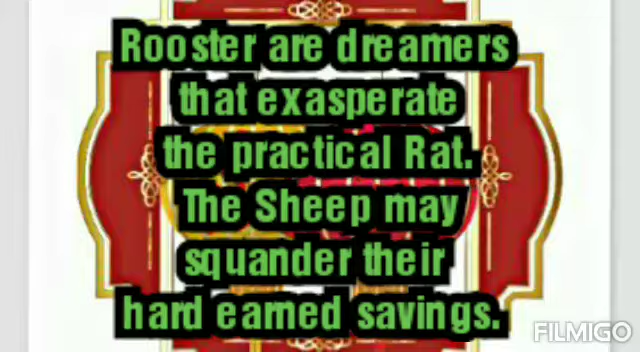 Rooster are dreamers
that exasperate
the practical Rat.
The Sheep may
squander their
hard earned savings.
FILMIGO